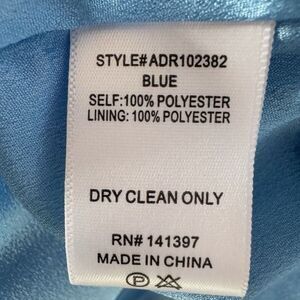 STYLE#ADR102382
BLUE
SELF:100% POLYESTER
LINING: 100% POLYESTER
DRY CLEAN ONLY
RN# 141397
MADE IN CHINA
P